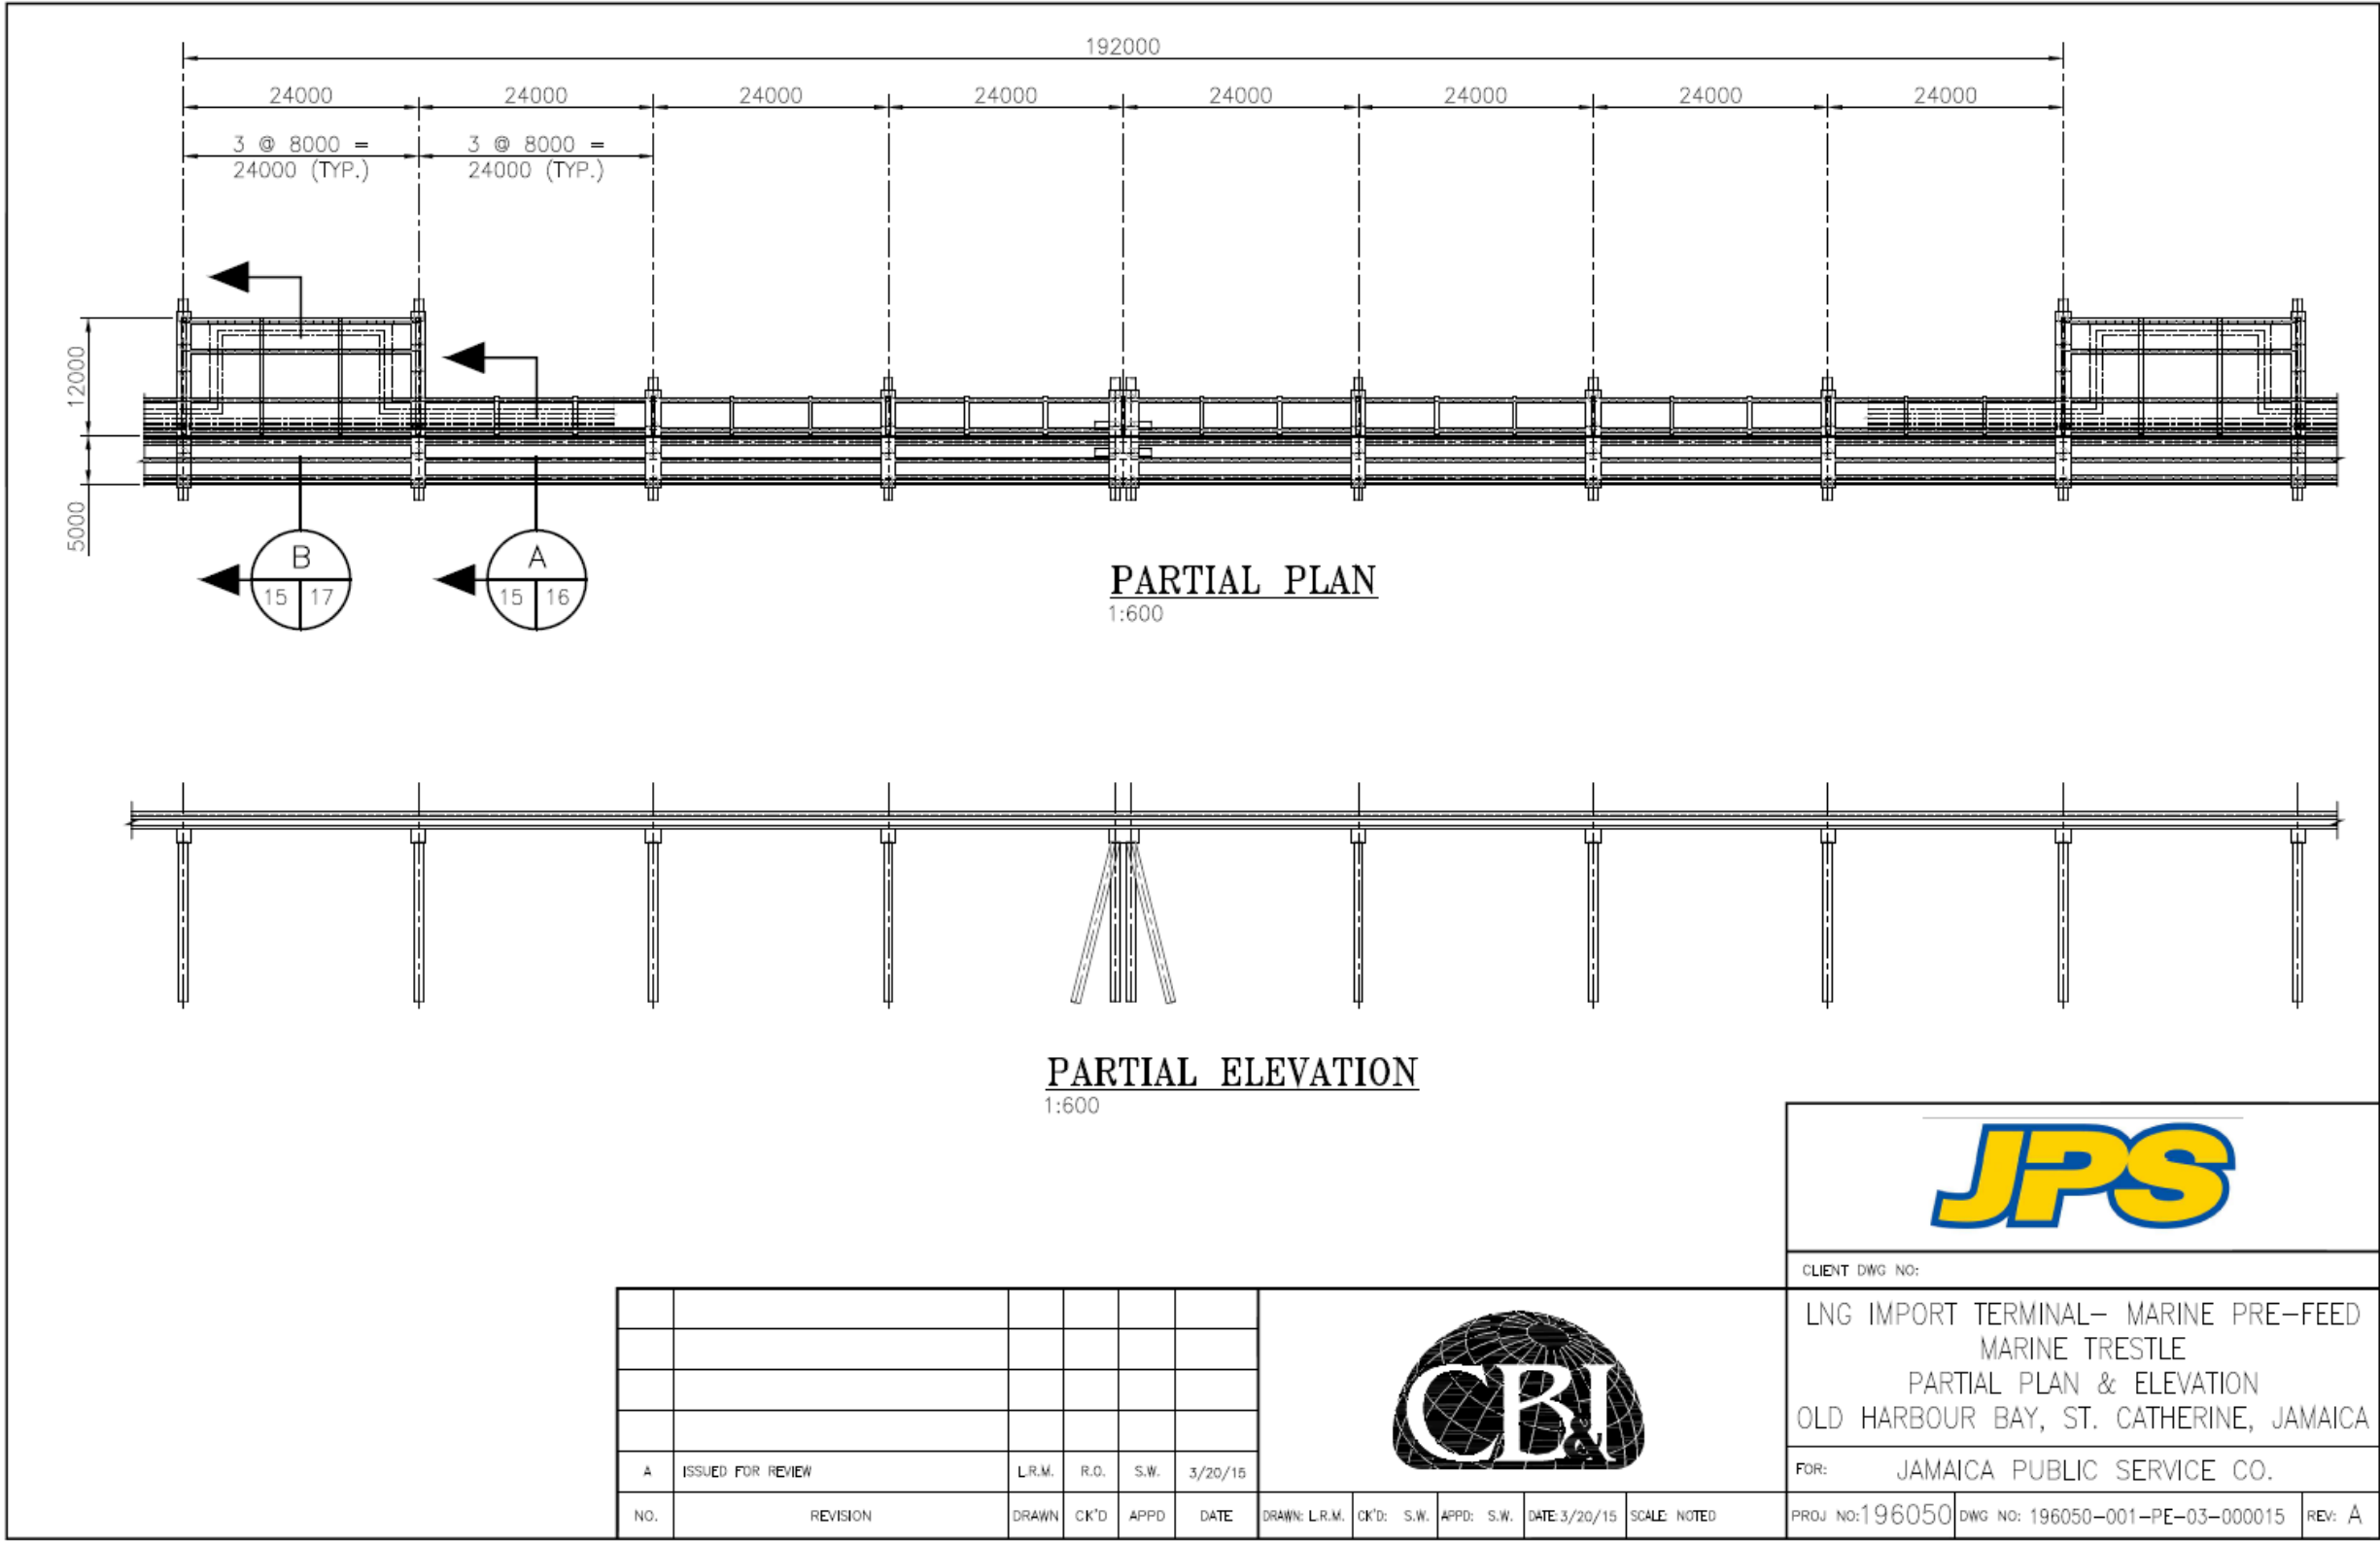 192000
24000 24000 24000 24000 24000 24000 24000 24000
3 @ 8000 =
24000 (TYP.)
3 @ 8000 =
24000 (TYP.)
12000
5000
B
15 17
A
15 16
PARTIAL PLAN
1:600
PARTIAL ELEVATION
1:600
JPS
CLIENT DWG NO:
LNG IMPORT TERMINAL- MARINE PRE-FEED
MARINE TRESTLE
PARTIAL PLAN & ELEVATION
OLD HARBOUR BAY, ST. CATHERINE, JAMAICA
FOR: JAMAICA PUBLIC SERVICE CO.
PROJ NO: 196050 DWG NO: 196050-001-PE-03-000015 REV: A
CB&I
A ISSUED FOR REVIEW L.R.M. R.O. S.W. 3/20/15
NO. REVISION DRAWN CK'D APPD DATE
DRAWN: L.R.M. CK'D: S.W. APPD: S.W. DATE: 3/20/15 SCALE: NOTED